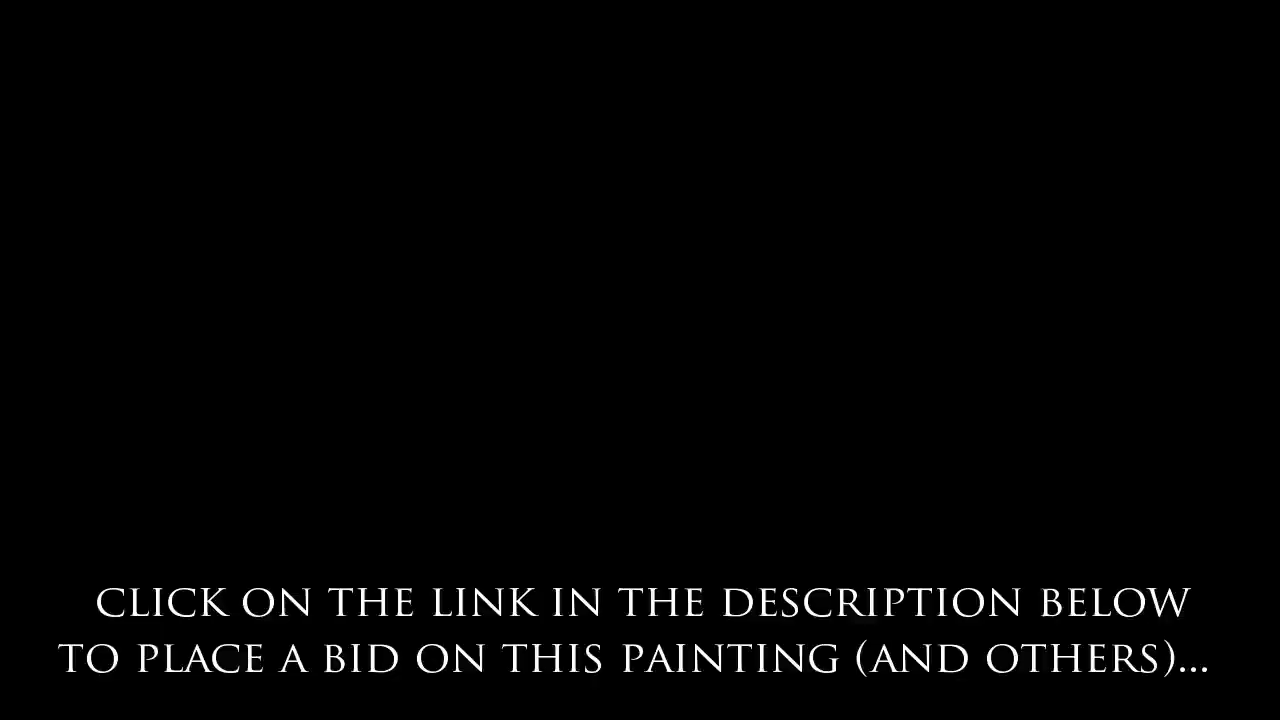 CLICK ON THE LINK IN THE DESCRIPTION BELOW
TO PLACE A BID ON THIS PAINTING (AND OTHERS)...